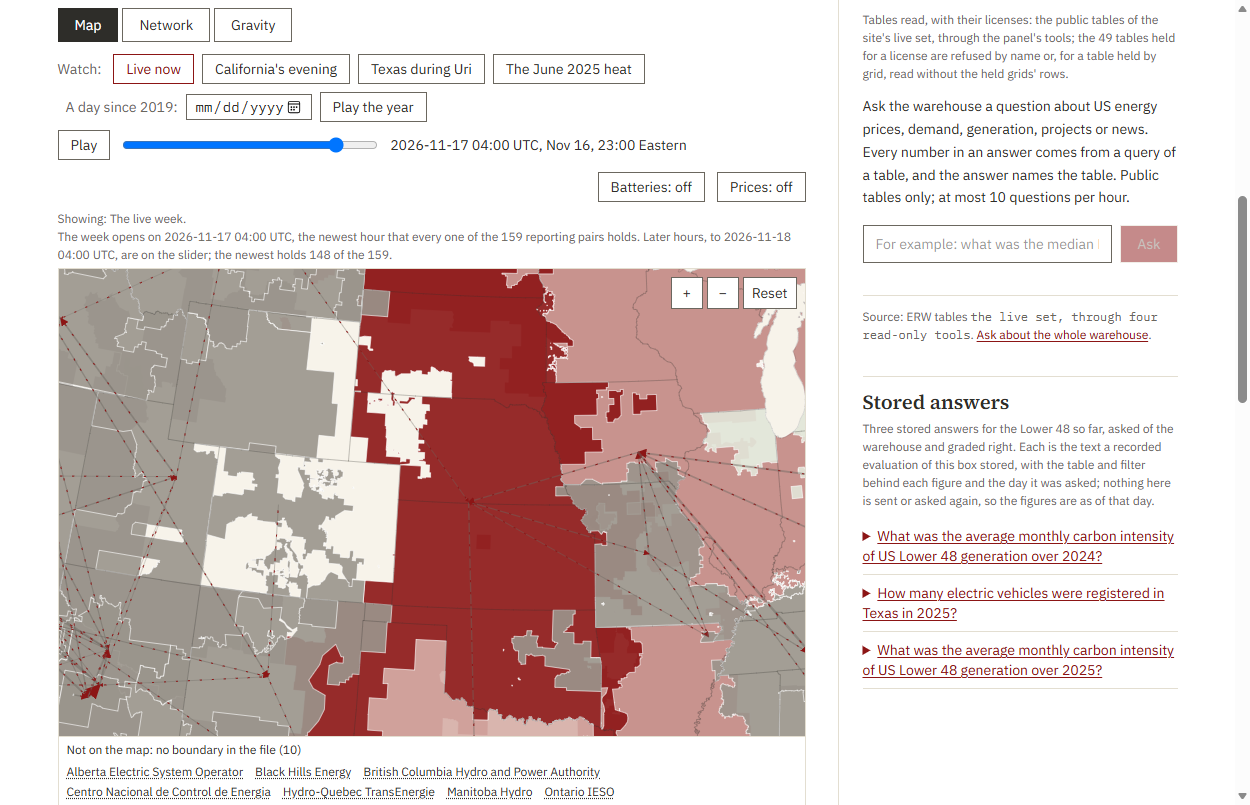 Map
Network
Gravity
Watch:
Live now
California's evening
Texas during Uri
The June 2025 heat
A day since 2019:
mm/dd/yyyy
Play the year
Play
2026-11-17 04:00 UTC, Nov 16, 23:00 Eastern
Batteries: off
Prices: off
Showing: The live week.
The week opens on 2026-11-17 04:00 UTC, the newest hour that every one of the 159 reporting pairs holds. Later hours, to 2026-11-18
04:00 UTC, are on the slider; the newest holds 148 of the 159.
+
−
Reset
Not on the map: no boundary in the file (10)
Alberta Electric System Operator
Black Hills Energy
British Columbia Hydro and Power Authority
Centro Nacional de Control de Energia
Hydro-Quebec TransEnergie
Manitoba Hydro
Ontario IESO
Tables read, with their licenses: the public tables of the
site's live set, through the panel's tools; the 49 tables held
for a license are refused by name or, for a table held by
grid, read without the held grids' rows.
Ask the warehouse a question about US energy
prices, demand, generation, projects or news.
Every number in an answer comes from a query of
a table, and the answer names the table. Public
tables only; at most 10 questions per hour.
For example: what was the median
Ask
Source: ERW tables the live set, through four
read-only tools. Ask about the whole warehouse.
Stored answers
Three stored answers for the Lower 48 so far, asked of the
warehouse and graded right. Each is the text a recorded
evaluation of this box stored, with the table and filter
behind each figure and the day it was asked; nothing here
is sent or asked again, so the figures are as of that day.
What was the average monthly carbon intensity
of US Lower 48 generation over 2024?
How many electric vehicles were registered in
Texas in 2025?
What was the average monthly carbon intensity
of US Lower 48 generation over 2025?